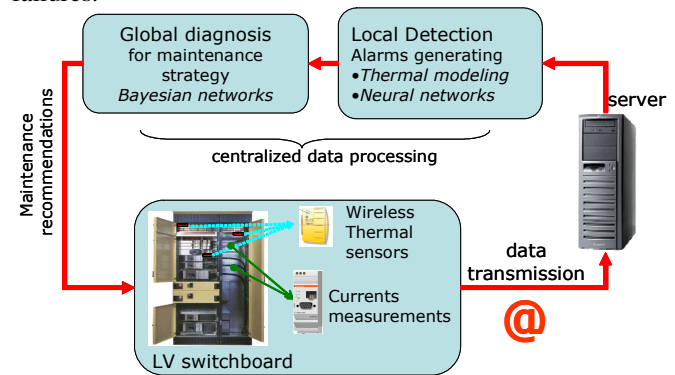 failures.
Global diagnosis
for maintenance
strategy
Bayesian networks
Local Detection
Alarms generating
•Thermal modeling
•Neural networks
server
Maintenance
recommendations
centralized data processing
Wireless
Thermal
sensors
Currents
measurements
LV switchboard
data
transmission
@